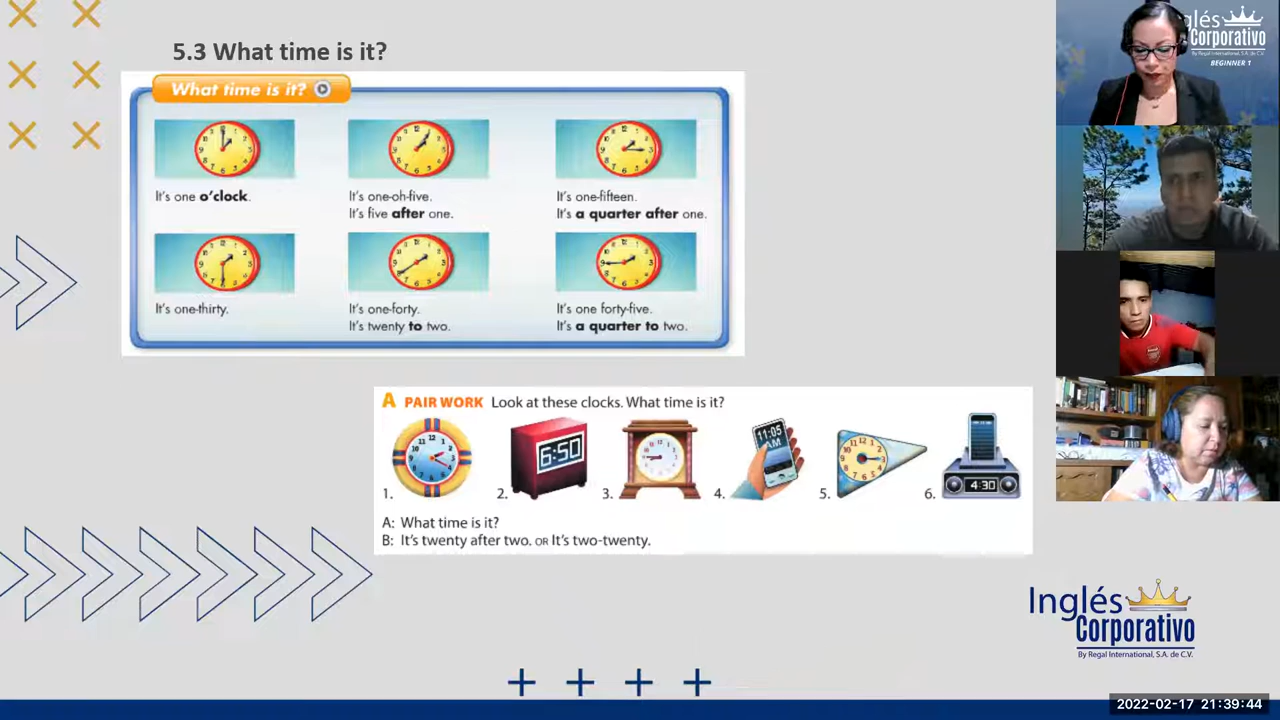 5.3 What time is it?
What time is it?
It's one o'clock.
It's one-oh-five.
It's five after one.
It's one-fifteen.
It's a quarter after one.
It's one-thirty.
It's one-forty.
It's twenty to two.
It's one forty-five.
It's a quarter to two.
A PAIR WORK Look at these clocks. What time is it?
1.
2.
6:50
3.
4.
11:05
AM
5.
6.
4:30
A: What time is it?
B: It's twenty after two. OR It's two-twenty.
Inglés
Corporativo
By Regal International, S.A. de C.V.
glés
Corporativo
By Regal International, S.A. de C.V.
BEGINNER 1
2022-02-17 21:39:44